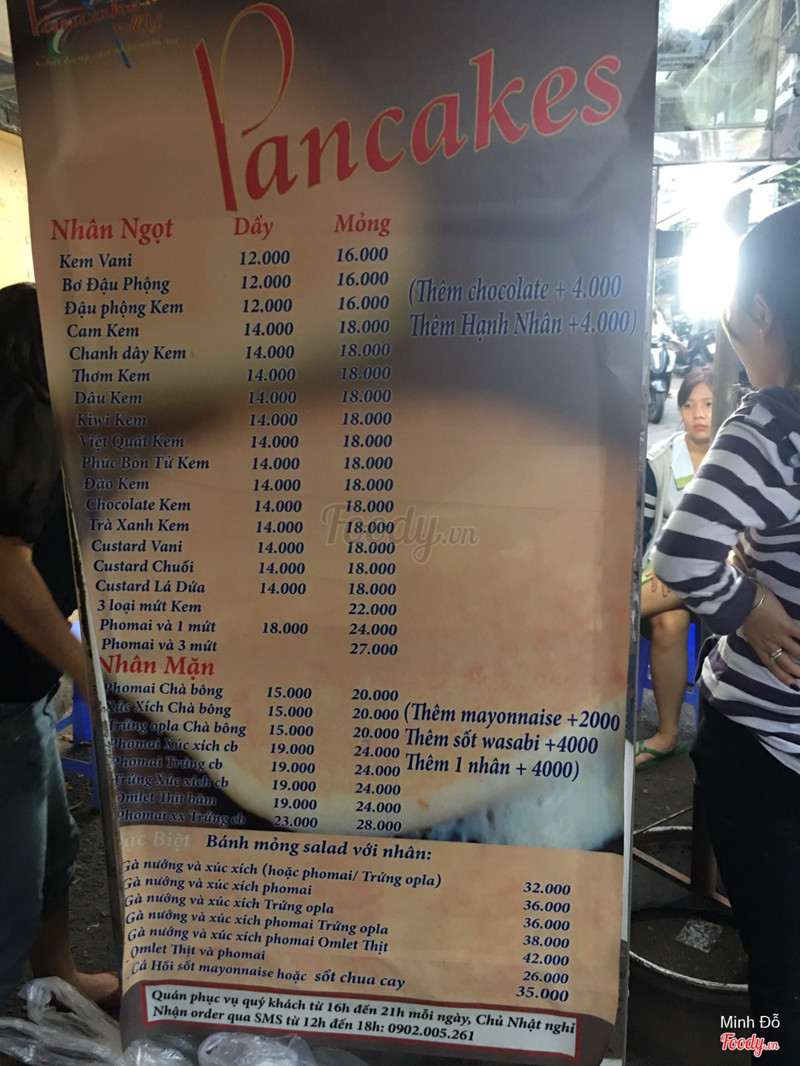 Pancakes
Pancakes
Nhân Ngọt Dầy Mỏng
Kem Vani 12.000 16.000
Bơ Đậu Phộng 12.000 16.000
Đậu phộng Kem 12.000 16.000
(Thêm chocolate + 4.000
Cam Kem 14.000 18.000
Thêm Hạnh Nhân +4.000)
Chanh dây Kem 14.000 18.000
Thơm Kem 14.000 18.000
Dâu Kem 14.000 18.000
Kiwi Kem 14.000 18.000
Việt Quất Kem 14.000 18.000
Phúc Bồn Tử Kem 14.000 18.000
Đào Kem 14.000 18.000
Chocolate Kem 14.000 18.000
Trà Xanh Kem 14.000 18.000
Custard Vani 14.000 18.000
Custard Chuối 14.000 18.000
Custard Lá Dứa 14.000 18.000
3 loại mứt Kem 22.000
Phomai và 1 mứt 18.000 24.000
Phomai và 3 mứt 27.000
Nhân Mặn
Phomai Chà bông 15.000 20.000
Xúc Xích Chà bông 15.000 20.000
(Thêm mayonnaise +2000
Trứng opla Chà bông 15.000 20.000
Phomai Xúc xích cb 19.000 24.000
Thêm sốt wasabi +4000
Phomai Trứng cb 19.000 24.000
Thêm 1 nhân + 4000)
Trứng Xúc xích cb 19.000 24.000
Omlet Thịt bằm 19.000 24.000
Phomai xx Trứng cb 23.000 28.000
Đặc Biệt Bánh mỏng salad với nhân:
Gà nướng và xúc xích (hoặc phomai/ Trứng opla) 32.000
Gà nướng và xúc xích phomai 36.000
Gà nướng và xúc xích Trứng opla 36.000
Gà nướng và xúc xích phomai Trứng opla 38.000
Gà nướng và xúc xích phomai Omlet Thịt 42.000
Omlet Thịt và phomai 26.000
Cá Hồi sốt mayonnaise hoặc sốt chua cay 35.000
Quán phục vụ quý khách từ 16h đến 21h mỗi ngày, Chủ Nhật nghỉ
Nhận order qua SMS từ 12h đến 18h: 0902.005.261
Foody.vn
Minh Đỗ
Foody.vn